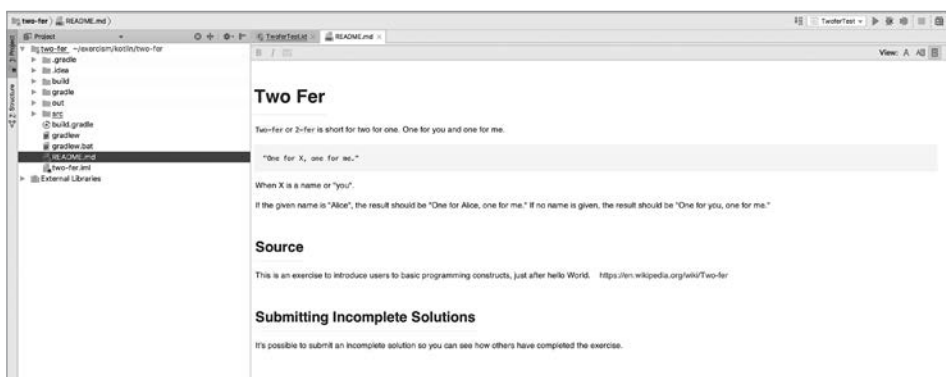 two-fer README.md TwoferTest
Project TwoferTest.kt README.md
1: Project
2: Structure
two-fer ~/exercism/kotlin/two-fer
.gradle
.idea
build
gradle
out
src
build.gradle
gradlew
gradlew.bat
README.md
two-fer.iml
External Libraries
B I View: A
Two Fer
Two-fer or 2-fer is short for two for one. One for you and one for me.
"One for X, one for me."
When X is a name or "you".
If the given name is "Alice", the result should be "One for Alice, one for me." If no name is given, the result should be "One for you, one for me."
Source
This is an exercise to introduce users to basic programming constructs, just after hello World. https://en.wikipedia.org/wiki/Two-fer
Submitting Incomplete Solutions
It's possible to submit an incomplete solution so you can see how others have completed the exercise.